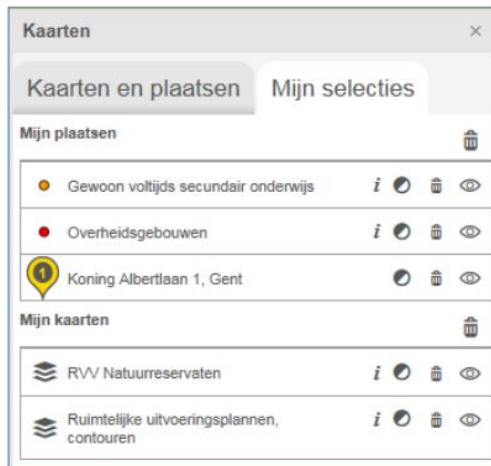 Kaarten
Kaarten en plaatsen
Mijn selecties
Mijn plaatsen
Gewoon voltijds secundair onderwijs
Overheidsgebouwen
1
Koning Albertlaan 1, Gent
Mijn kaarten
RVV Natuurreservaten
Ruimtelijke uitvoeringsplannen,
contouren